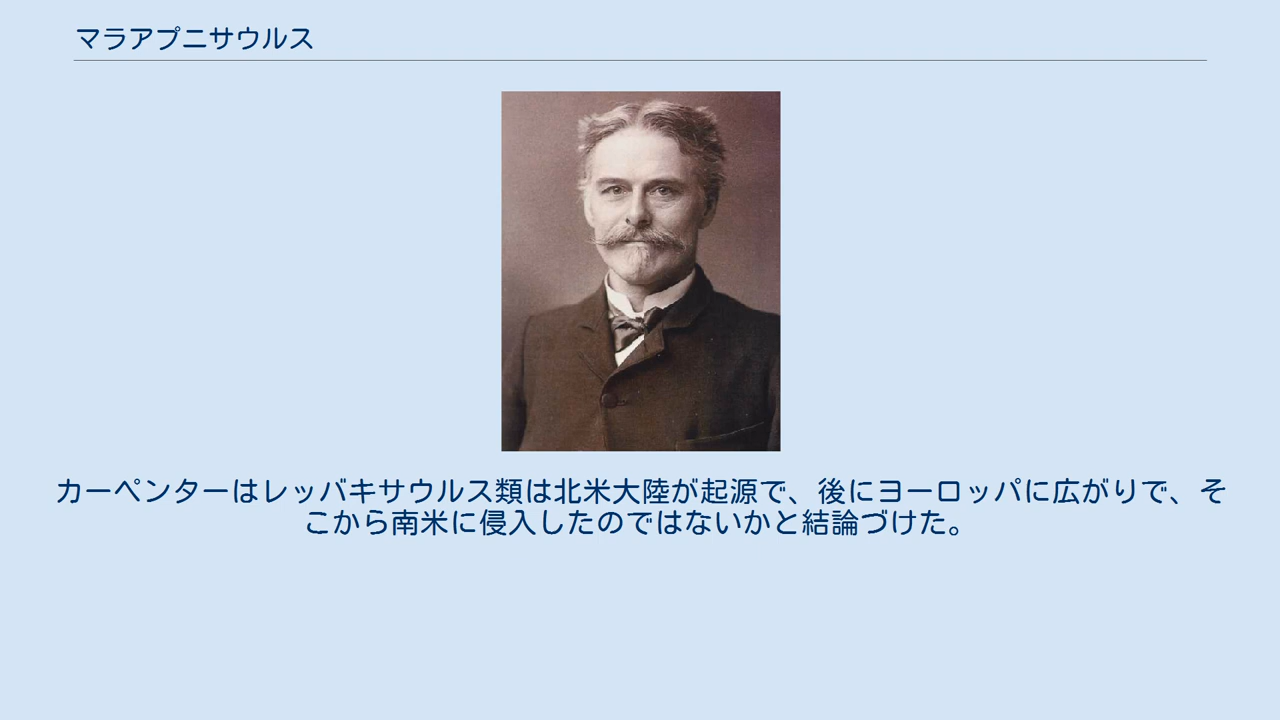 マラアプニサウルス
カーペンターはレッバキサウルス類は北米大陸が起源で、後にヨーロッパに広がりで、そ
こから南米に侵入したのではないかと結論づけた。